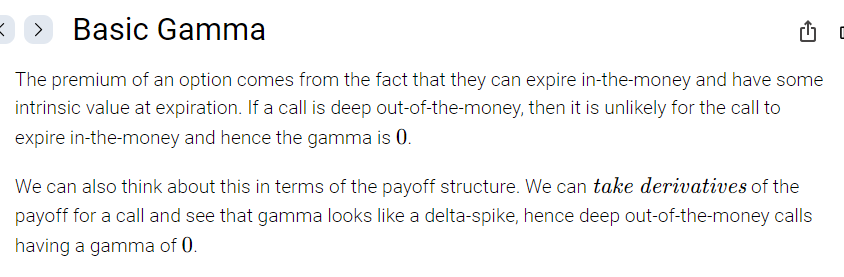 Basic Gamma
The premium of an option comes from the fact that they can expire in-the-money and have some
intrinsic value at expiration. If a call is deep out-of-the-money, then it is unlikely for the call to
expire in-the-money and hence the gamma is 0.
We can also think about this in terms of the payoff structure. We can take derivatives of the
payoff for a call and see that gamma looks like a delta-spike, hence deep out-of-the-money calls
having a gamma of 0.